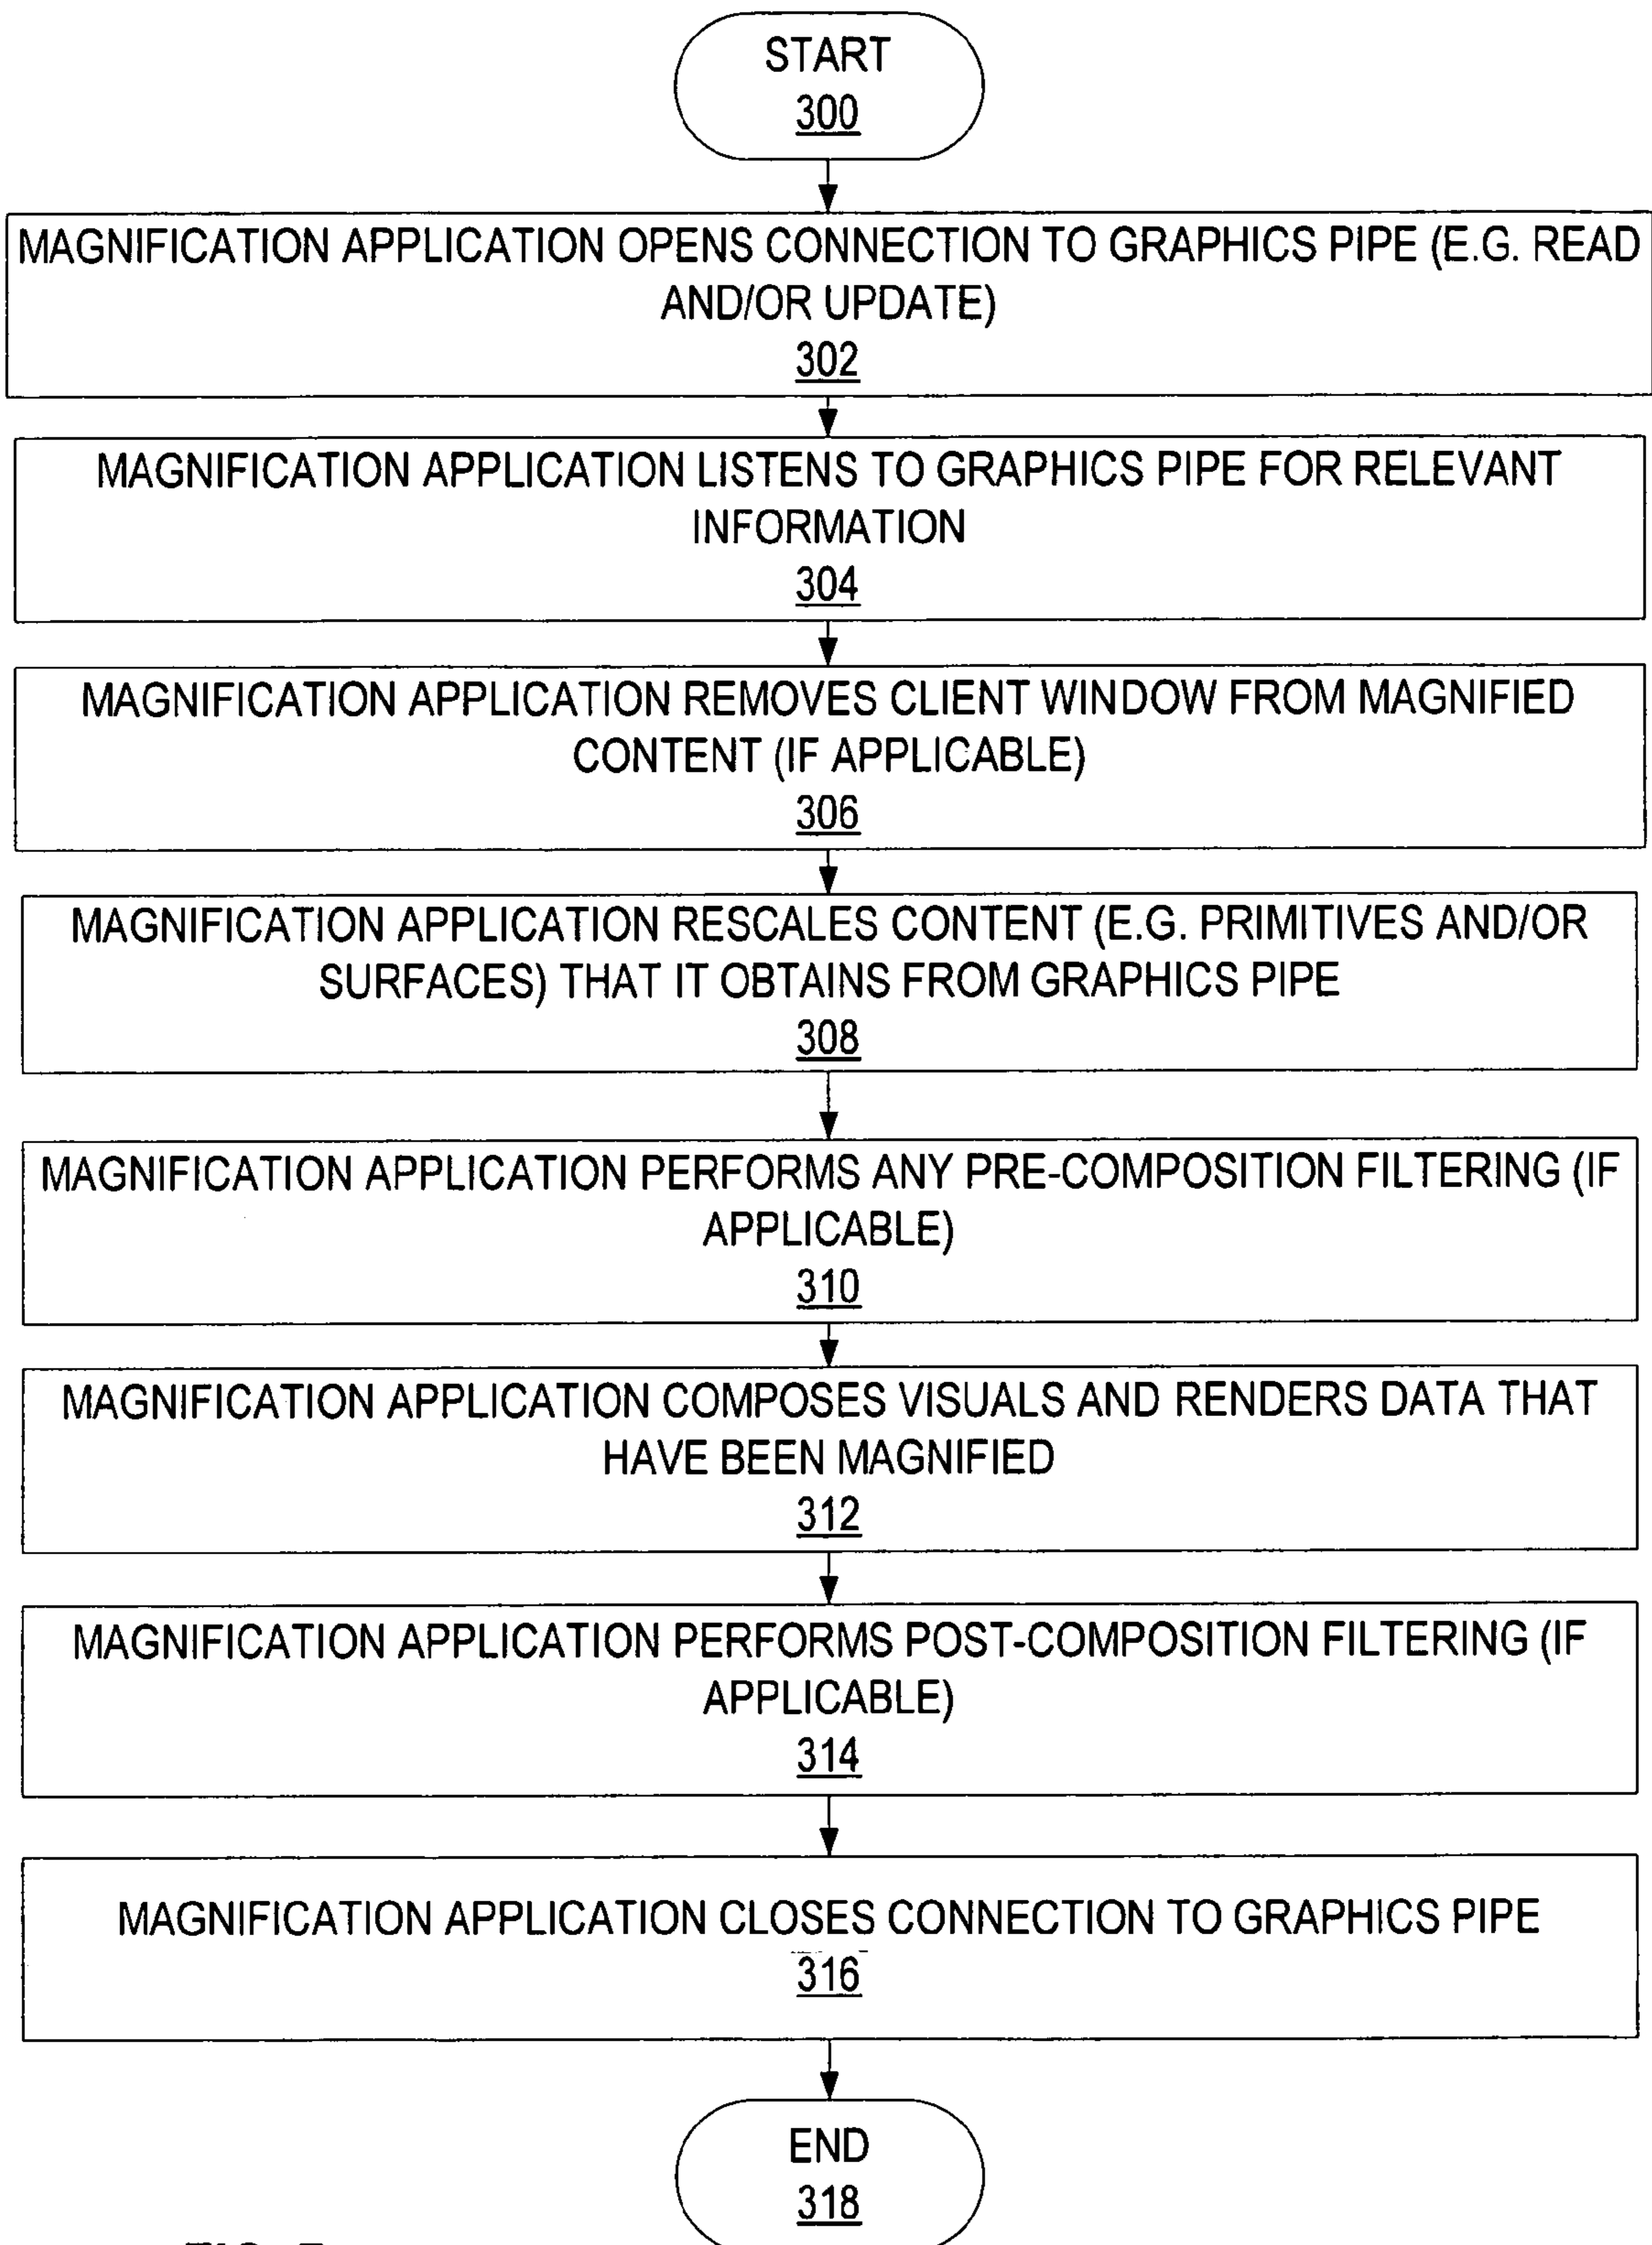 START
300
MAGNIFICATION APPLICATION OPENS CONNECTION TO GRAPHICS PIPE (E.G. READ
AND/OR UPDATE)
302
MAGNIFICATION APPLICATION LISTENS TO GRAPHICS PIPE FOR RELEVANT
INFORMATION
304
MAGNIFICATION APPLICATION REMOVES CLIENT WINDOW FROM MAGNIFIED
CONTENT (IF APPLICABLE)
306
MAGNIFICATION APPLICATION RESCALES CONTENT (E.G. PRIMITIVES AND/OR
SURFACES) THAT IT OBTAINS FROM GRAPHICS PIPE
308
MAGNIFICATION APPLICATION PERFORMS ANY PRE-COMPOSITION FILTERING (IF
APPLICABLE)
310
MAGNIFICATION APPLICATION COMPOSES VISUALS AND RENDERS DATA THAT
HAVE BEEN MAGNIFIED
312
MAGNIFICATION APPLICATION PERFORMS POST-COMPOSITION FILTERING (IF
APPLICABLE)
314
MAGNIFICATION APPLICATION CLOSES CONNECTION TO GRAPHICS PIPE
316
END
318